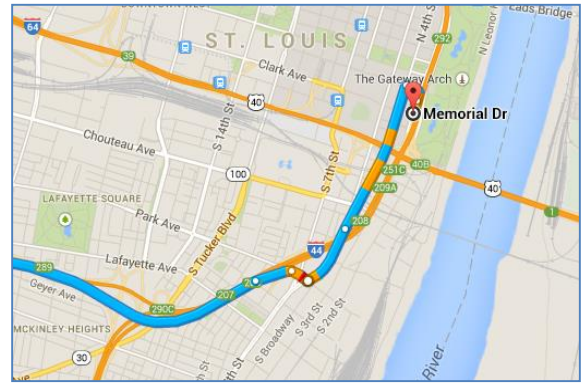 Eads Bridge
64
ST. LOUIS
N 4th St
292
N Leonor
39
Clark Ave
The Gateway Arch
40
Memorial Dr
S 14th St
S 7th St
Chouteau Ave
100
251C
40B
209A
40
LAFAYETTE SQUARE
1
Park Ave
208
S Tucker Blvd
44
Lafayette Ave
289
207
Geyer Ave
290C
S Broadway
S 3rd St
S 2nd St
MCKINLEY HEIGHTS
30
River